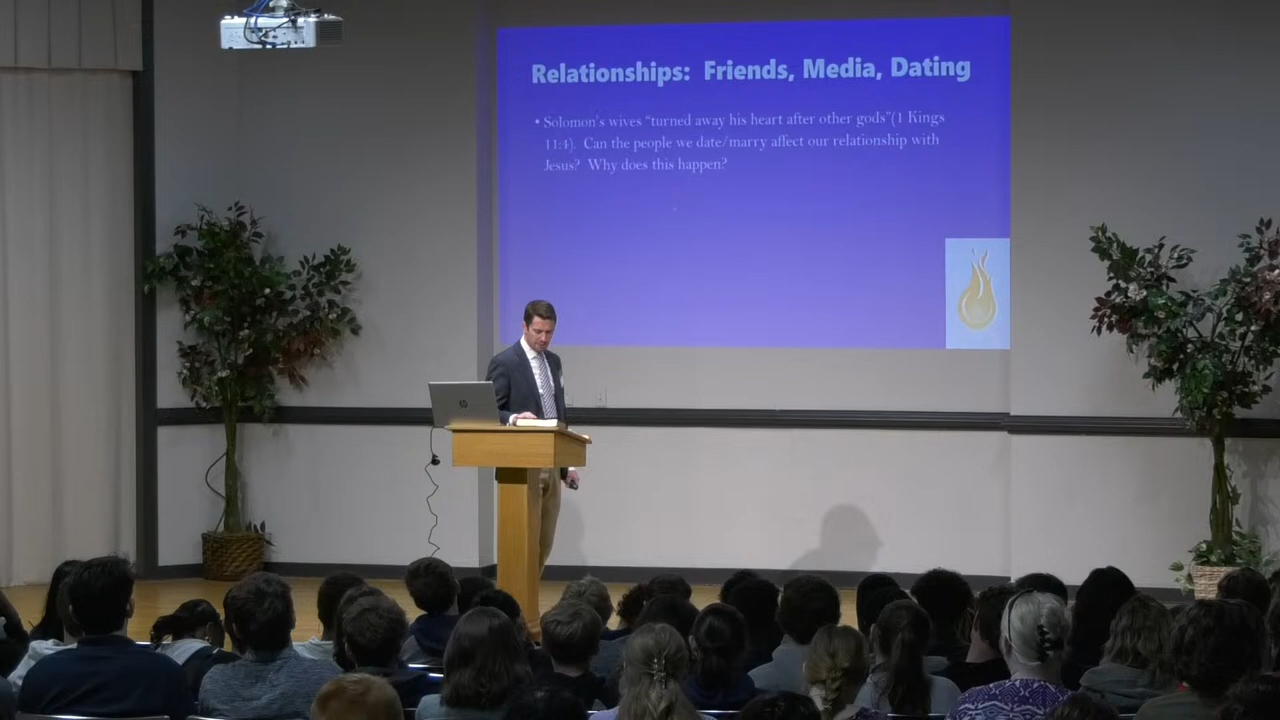 Relationships:  Friends, Media, Dating
• Solomon's wives "turned away his heart after other gods"(1 Kings
11:4).  Can the people we date/marry affect our relationship with
Jesus?  Why does this happen?
hp